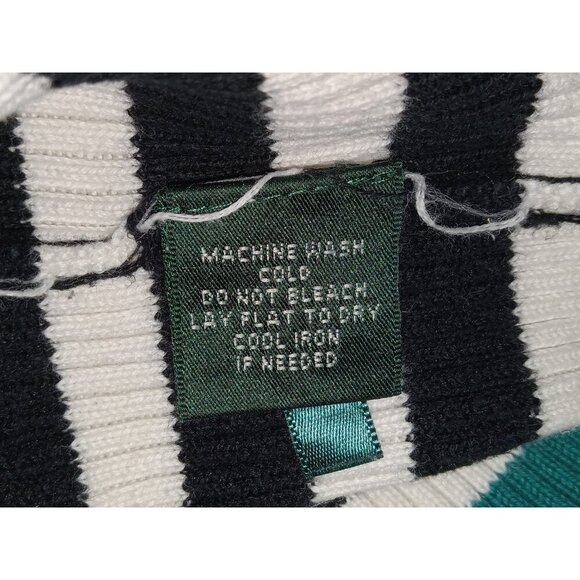 MACHINE WASH
COLD
DO NOT BLEACH
LAY FLAT TO DRY
COOL IRON
IF NEEDED